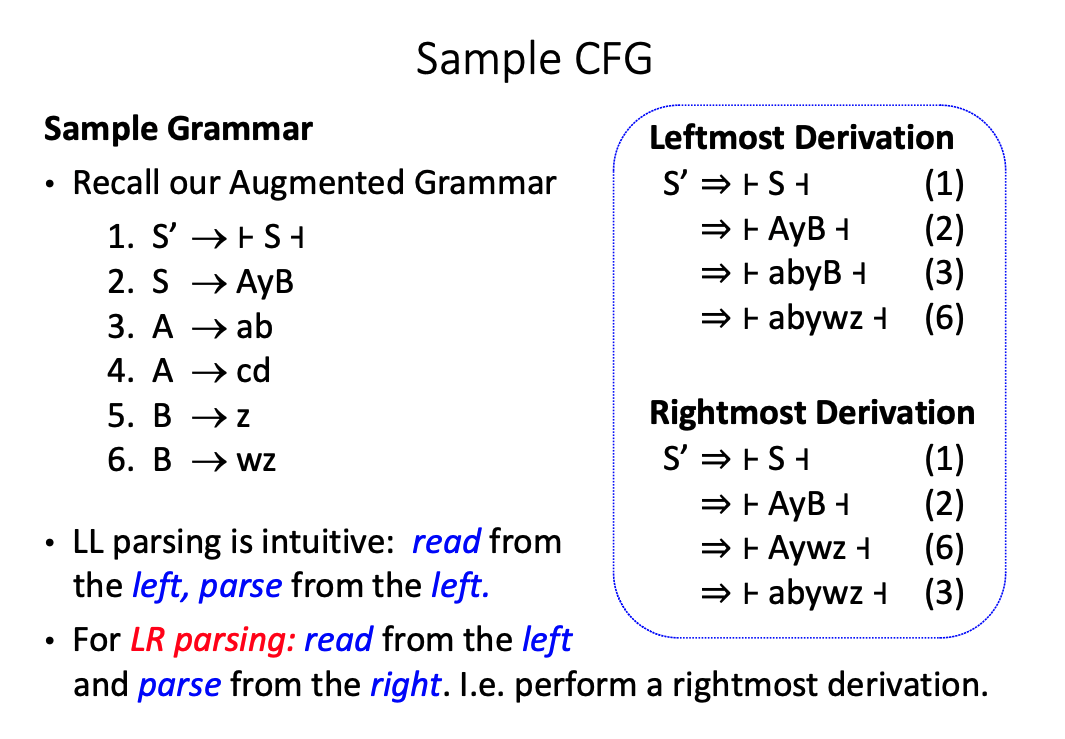 Sample CFG
Sample Grammar
• Recall our Augmented Grammar
1. S’ → ⊢ S ⊣
2. S → AyB
3. A → ab
4. A → cd
5. B → z
6. B → wz
• LL parsing is intuitive: read from
the left, parse from the left.
• For LR parsing: read from the left
and parse from the right. I.e. perform a rightmost derivation.
Leftmost Derivation
S’ ⇒ ⊢ S ⊣ (1)
⇒ ⊢ AyB ⊣ (2)
⇒ ⊢ abyB ⊣ (3)
⇒ ⊢ abywz ⊣ (6)
Rightmost Derivation
S’ ⇒ ⊢ S ⊣ (1)
⇒ ⊢ AyB ⊣ (2)
⇒ ⊢ Aywz ⊣ (6)
⇒ ⊢ abywz ⊣ (3)